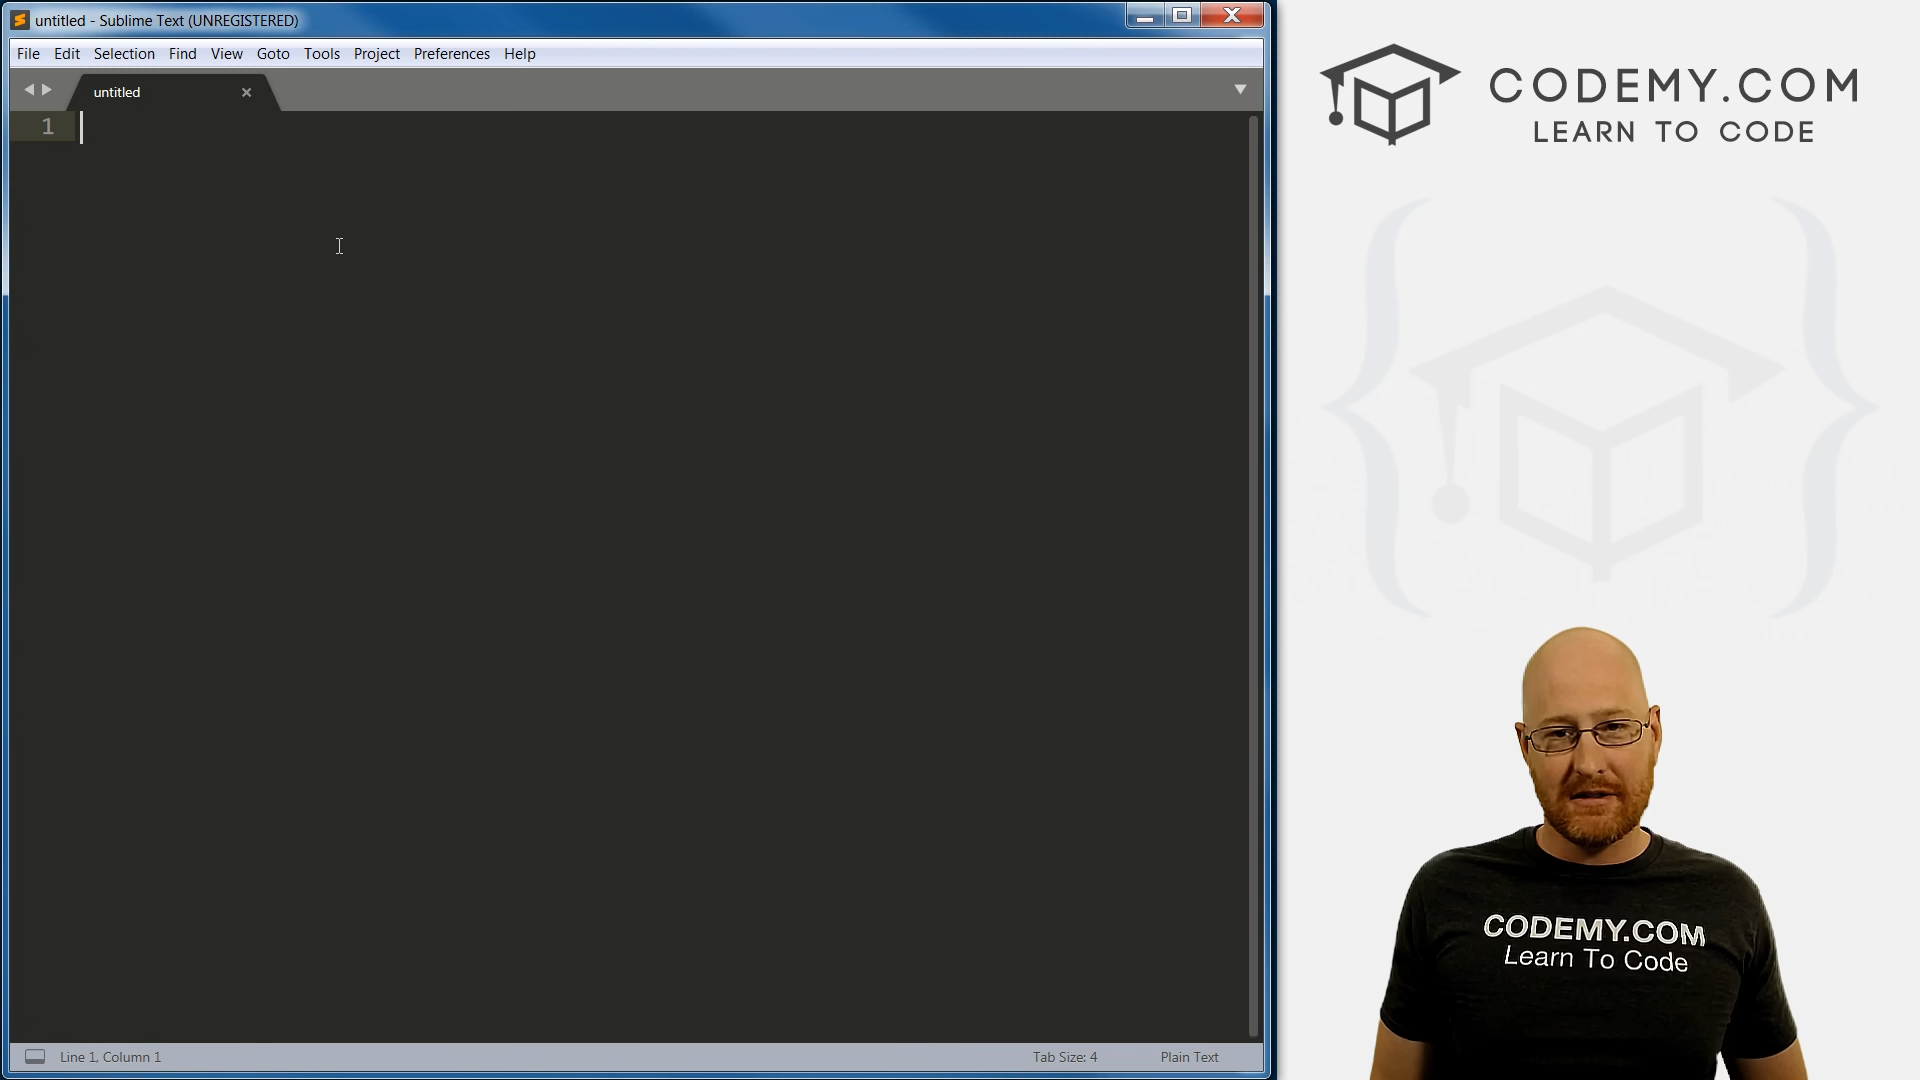 untitled - Sublime Text (UNREGISTERED)
File Edit Selection Find View Goto Tools Project Preferences Help
untitled
1
Line 1, Column 1
Tab Size: 4
Plain Text
CODEMY.COM
LEARN TO CODE
CODEMY.COM
Learn To Code